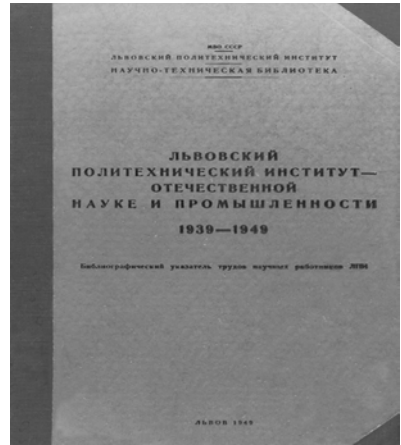 МВО СССР
ЛЬВОВСКИЙ ПОЛИТЕХНИЧЕСКИЙ ИНСТИТУТ
НАУЧНО-ТЕХНИЧЕСКАЯ БИБЛИОТЕКА
ЛЬВОВСКИЙ
ПОЛИТЕХНИЧЕСКИЙ ИНСТИТУТ—
ОТЕЧЕСТВЕННОЙ
НАУКЕ И ПРОМЫШЛЕННОСТИ
1939—1949
Библиографический указатель трудов научных работников ЛПИ
ЛЬВОВ 1949